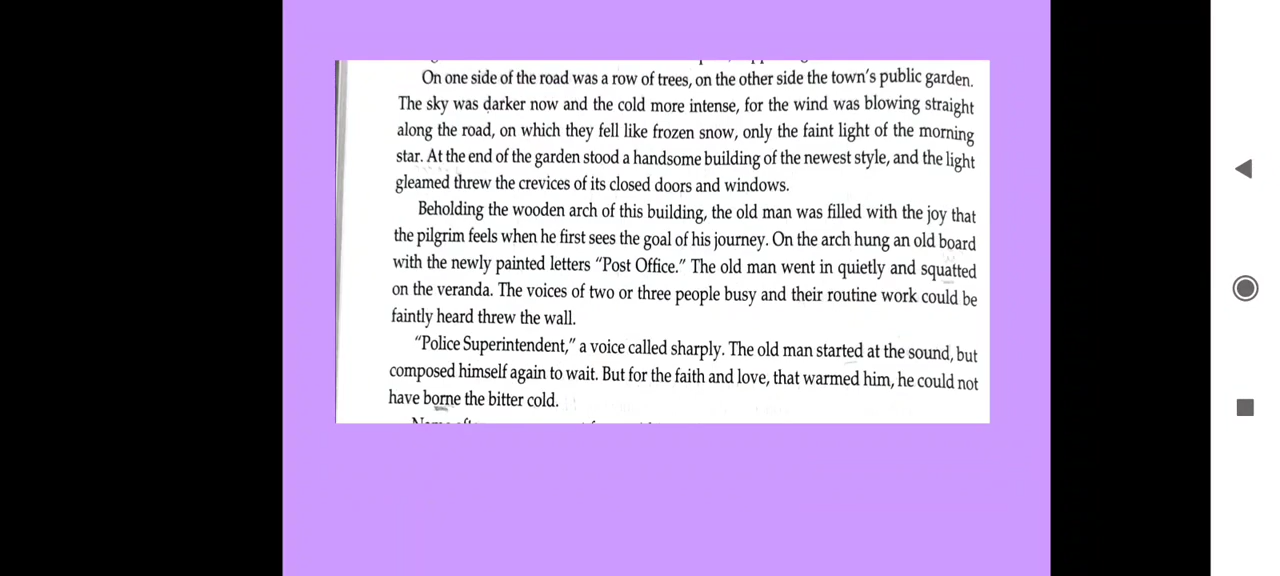 On one side of the road was a row of trees, on the other side the town's public garden.
The sky was darker now and the cold more intense, for the wind was blowing straight
along the road, on which they fell like frozen snow, only the faint light of the morning
star. At the end of the garden stood a handsome building of the newest style, and the light
gleamed threw the crevices of its closed doors and windows.
Beholding the wooden arch of this building, the old man was filled with the joy that
the pilgrim feels when he first sees the goal of his journey. On the arch hung an old board
with the newly painted letters “Post Office.” The old man went in quietly and squatted
on the veranda. The voices of two or three people busy and their routine work could be
faintly heard threw the wall.
“Police Superintendent,” a voice called sharply. The old man started at the sound, but
composed himself again to wait. But for the faith and love, that warmed him, he could not
have borne the bitter cold.